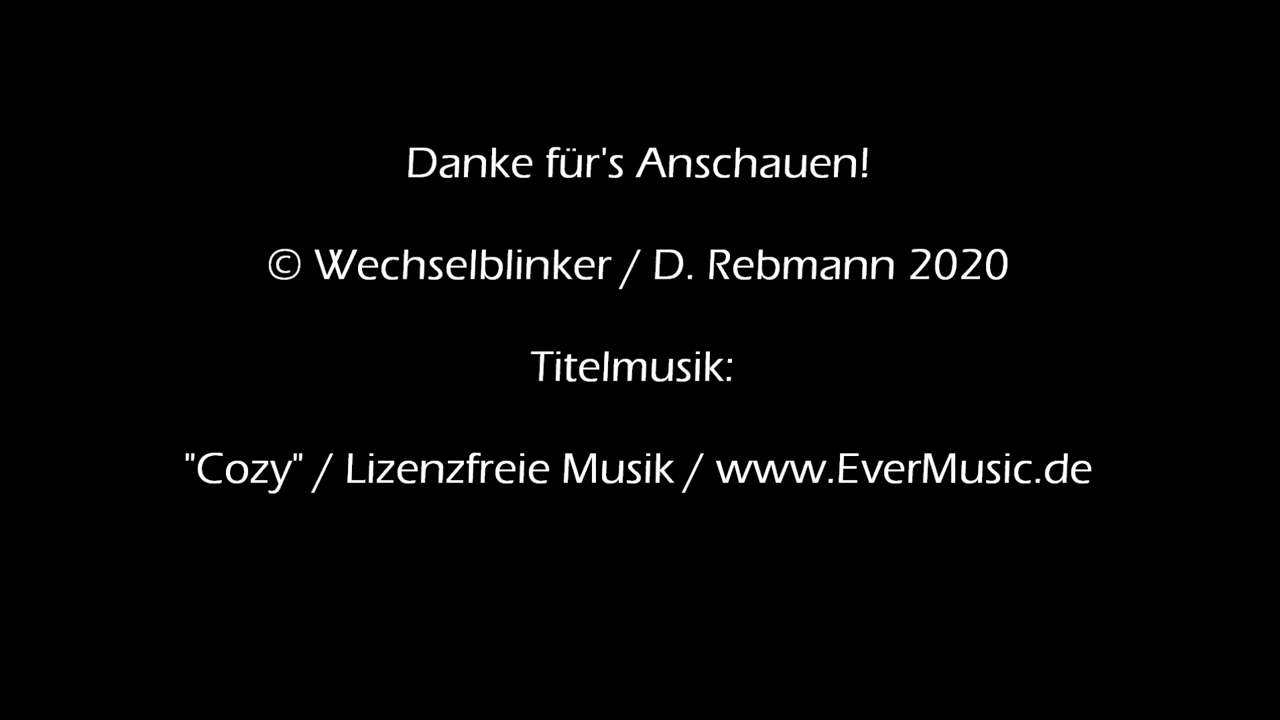 Danke für's Anschauen!
© Wechselblinker / D. Rebmann 2020
Titelmusik:
"Cozy" / Lizenzfreie Musik / www.EverMusic.de